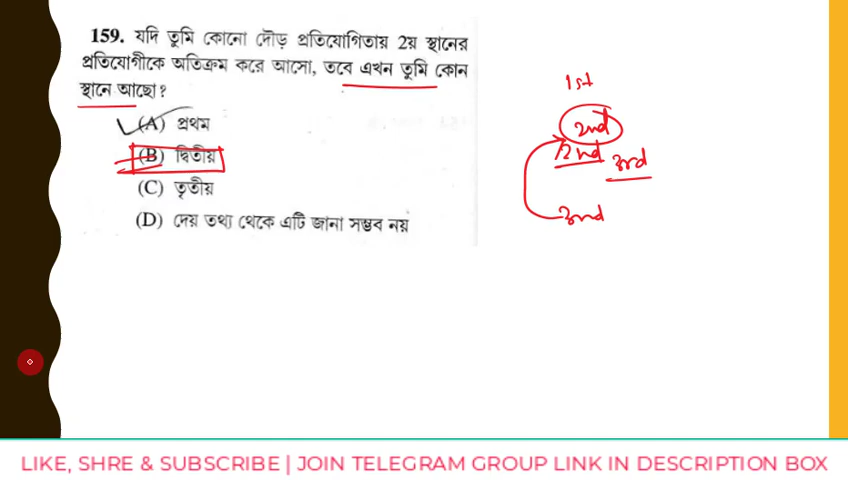 159. যদি তুমি কোনো দৌড় প্রতিযোগিতায় 2য় স্থানের
প্রতিযোগীকে অতিক্রম করে আসো, তবে এখন তুমি কোন
স্থানে আছো?
(A) প্রথম
(B) দ্বিতীয়
(C) তৃতীয়
(D) দেয় তথ্য থেকে এটি জানা সম্ভব নয়
1st
2nd
2nd 3rd
LIKE, SHRE & SUBSCRIBE | JOIN TELEGRAM GROUP LINK IN DESCRIPTION BOX